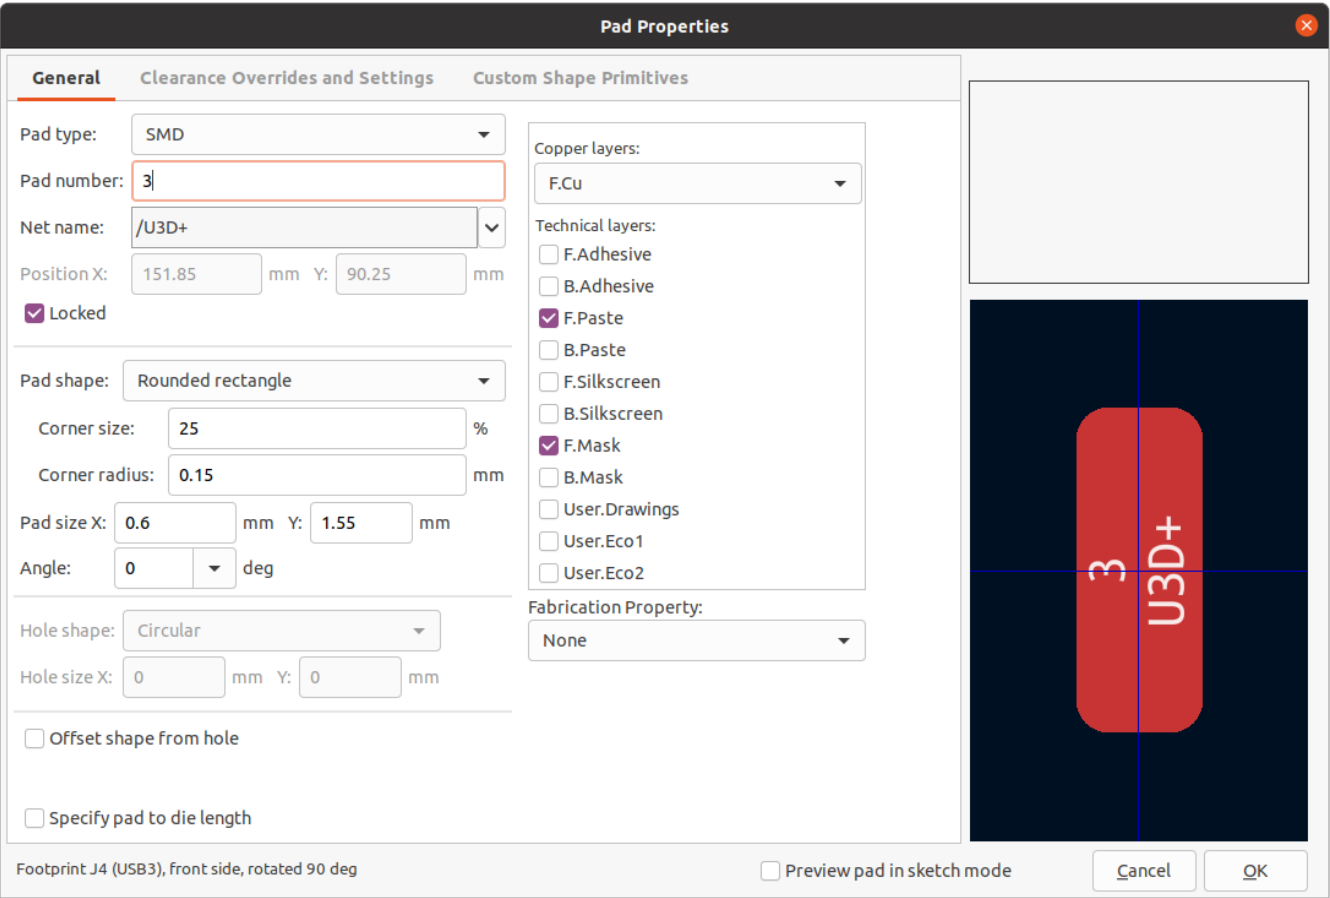 Pad Properties
General Clearance Overrides and Settings Custom Shape Primitives
Pad type: SMD
Pad number: 3
Net name: /U3D+
Position X: 151.85 mm Y: 90.25 mm
Locked
Pad shape: Rounded rectangle
Corner size: 25 %
Corner radius: 0.15 mm
Pad size X: 0.6 mm Y: 1.55 mm
Angle: 0 deg
Hole shape: Circular
Hole size X: 0 mm Y: 0 mm
Offset shape from hole
Specify pad to die length
Copper layers:
F.Cu
Technical layers:
F.Adhesive
B.Adhesive
F.Paste
B.Paste
F.Silkscreen
B.Silkscreen
F.Mask
B.Mask
User.Drawings
User.Eco1
User.Eco2
Fabrication Property:
None
3
U3D+
Footprint J4 (USB3), front side, rotated 90 deg
Preview pad in sketch mode
Cancel
OK